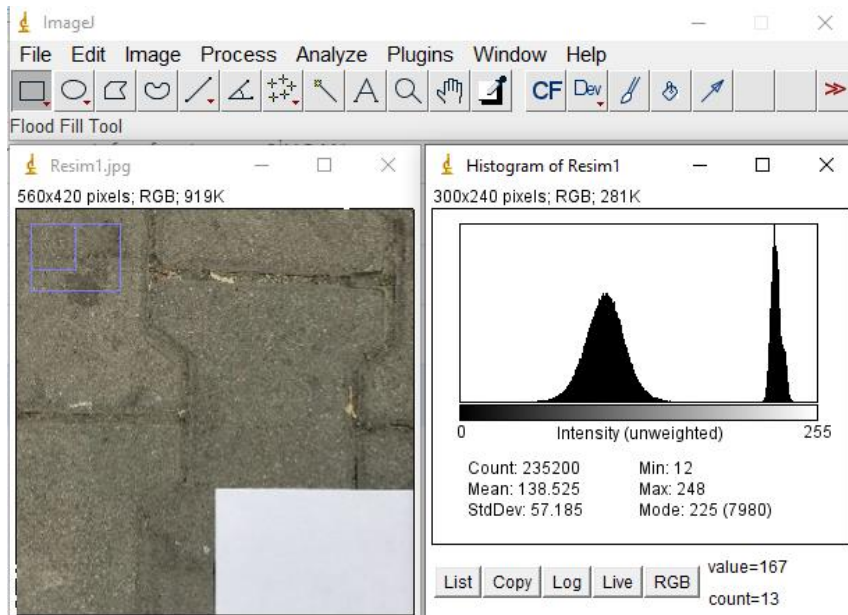 ImageJ
File Edit Image Process Analyze Plugins Window Help
A CF Dev
Flood Fill Tool
Resim1.jpg
560x420 pixels; RGB; 919K
Histogram of Resim1
300x240 pixels; RGB; 281K
0 Intensity (unweighted) 255
Count: 235200 Min: 12
Mean: 138.525 Max: 248
StdDev: 57.185 Mode: 225 (7980)
List Copy Log Live RGB value=167
count=13